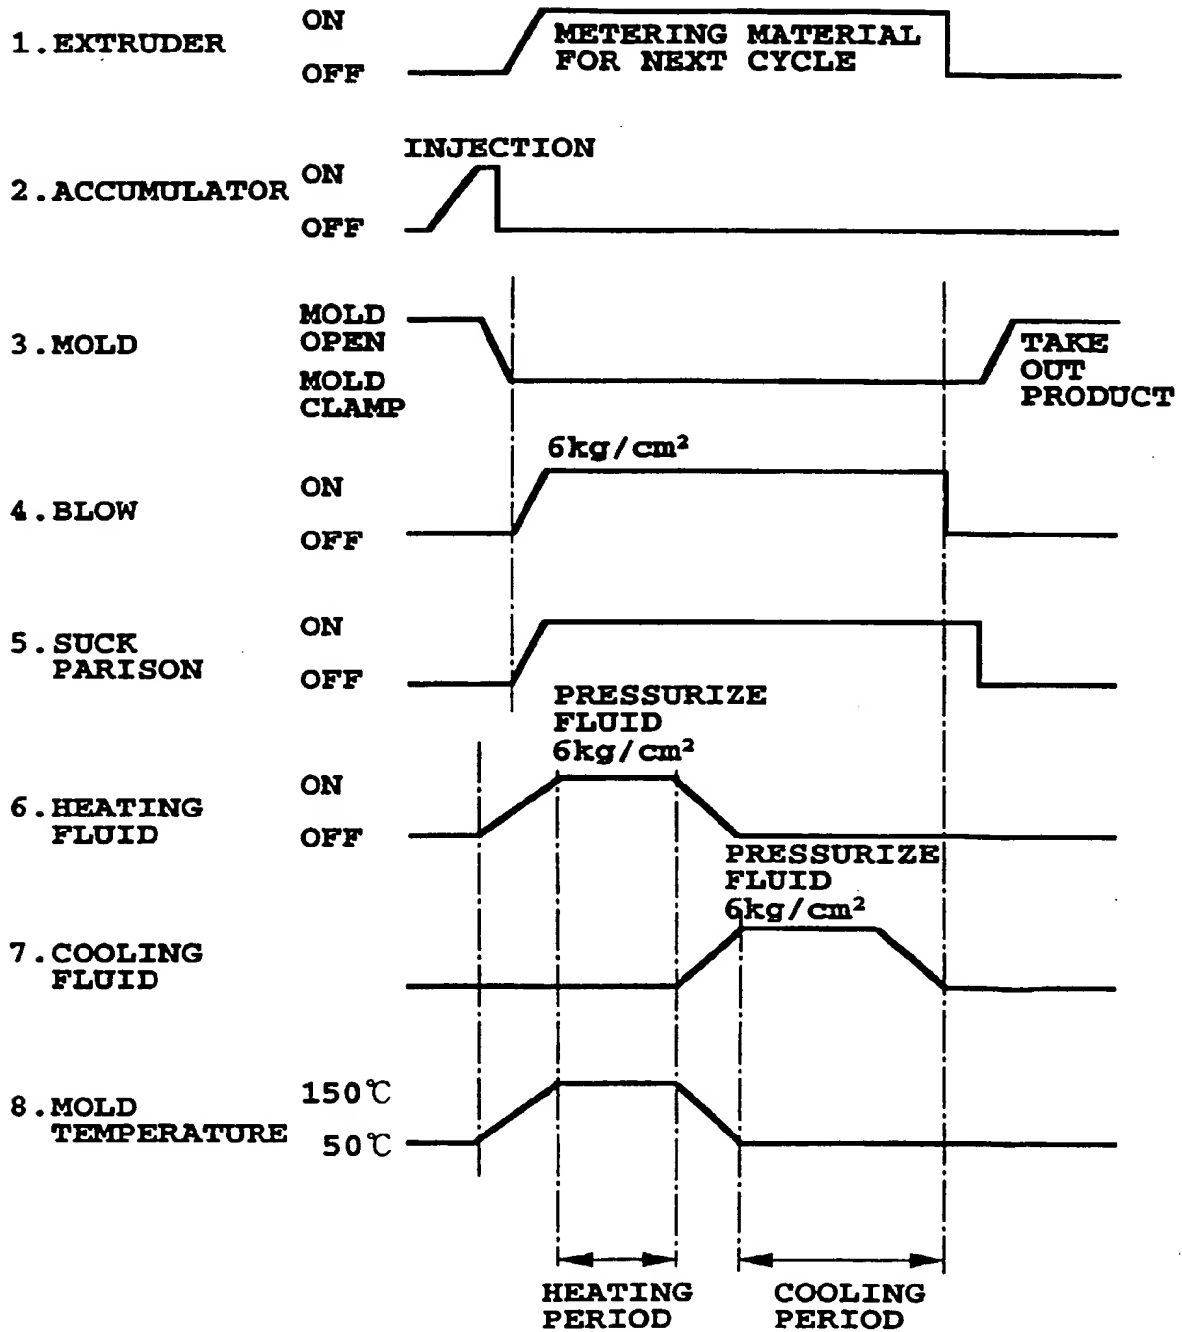 ON
1.EXTRUDER
OFF
METERING MATERIAL
FOR NEXT CYCLE
INJECTION
ON
2.ACCUMULATOR
OFF
MOLD
OPEN
3.MOLD
MOLD
CLAMP
TAKE
OUT
PRODUCT
6kg/cm²
ON
4.BLOW
OFF
ON
5.SUCK
PARISON
OFF
PRESSURIZE
FLUID
6kg/cm²
ON
6.HEATING
FLUID
OFF
PRESSURIZE
FLUID
6kg/cm²
7.COOLING
FLUID
150℃
8.MOLD
TEMPERATURE
50℃
HEATING
PERIOD
COOLING
PERIOD